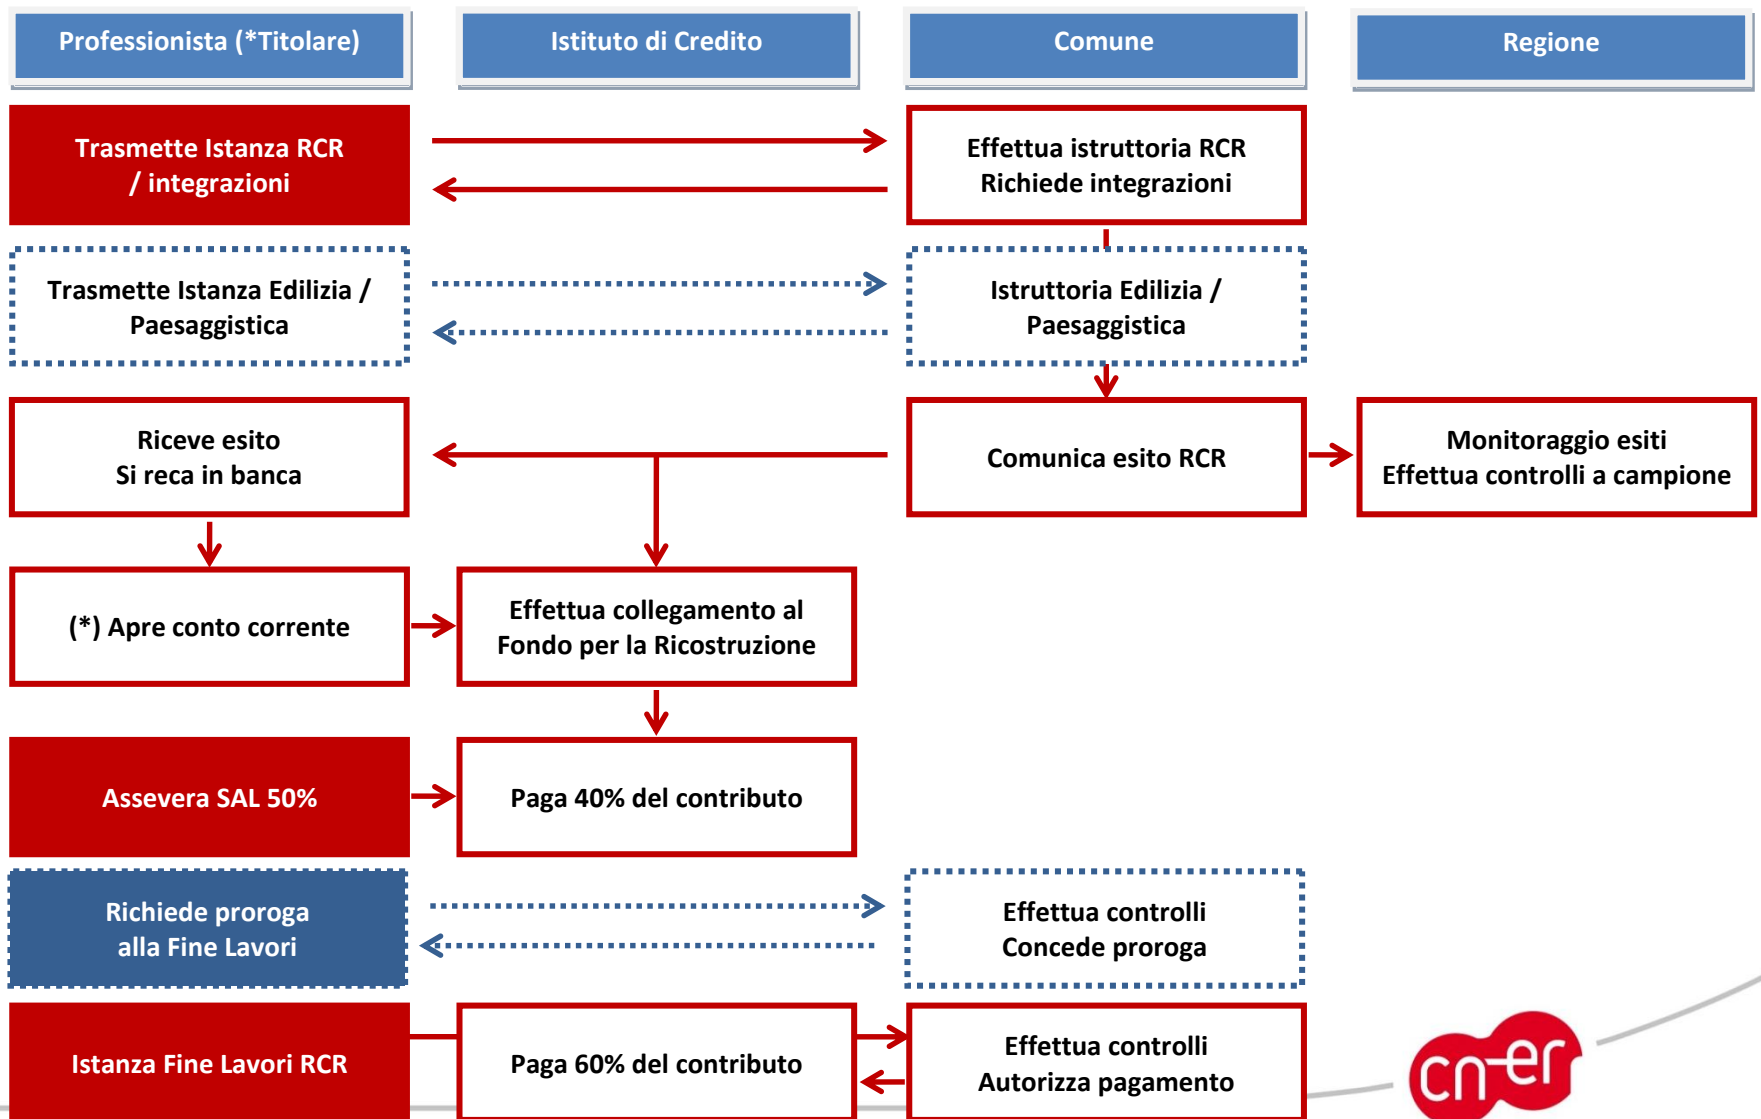 Professionista (*Titolare)
Istituto di Credito
Comune
Regione
Trasmette Istanza RCR
/ integrazioni
Effettua istruttoria RCR
Richiede integrazioni
Trasmette Istanza Edilizia /
Paesaggistica
Istruttoria Edilizia /
Paesaggistica
Riceve esito
Si reca in banca
Comunica esito RCR
Monitoraggio esiti
Effettua controlli a campione
(*) Apre conto corrente
Effettua collegamento al
Fondo per la Ricostruzione
Assevera SAL 50%
Paga 40% del contributo
Richiede proroga
alla Fine Lavori
Effettua controlli
Concede proroga
Istanza Fine Lavori RCR
Paga 60% del contributo
Effettua controlli
Autorizza pagamento
cn-er